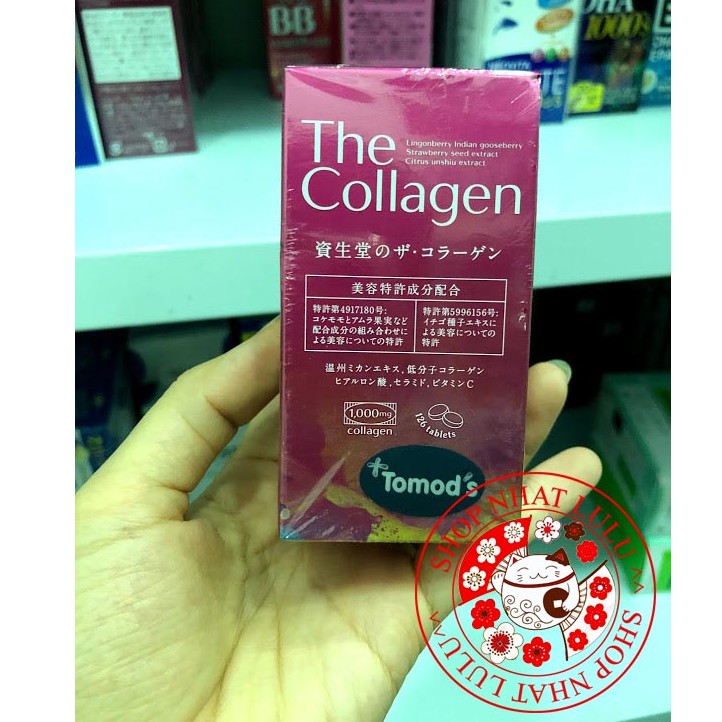 BB
DHA
1000
The
Collagen
Lingonberry Indian gooseberry
Strawberry seed extract
Citrus unshiu extract
資生堂のザ・コラーゲン
美容特許成分配合
特許第4917180号:
コケモモとアムラ果実など
配合成分の組み合わせに
よる美容についての特許
特許第5996156号:
イチゴ種子エキスに
よる美容についての
特許
温州ミカンエキス,低分子コラーゲン
ヒアルロン酸,セラミド,ビタミンC
1,000mg
collagen
126 tablets
Tomod's
SHOP NHAT LULU ^^
SHOP NHAT LULU ^^